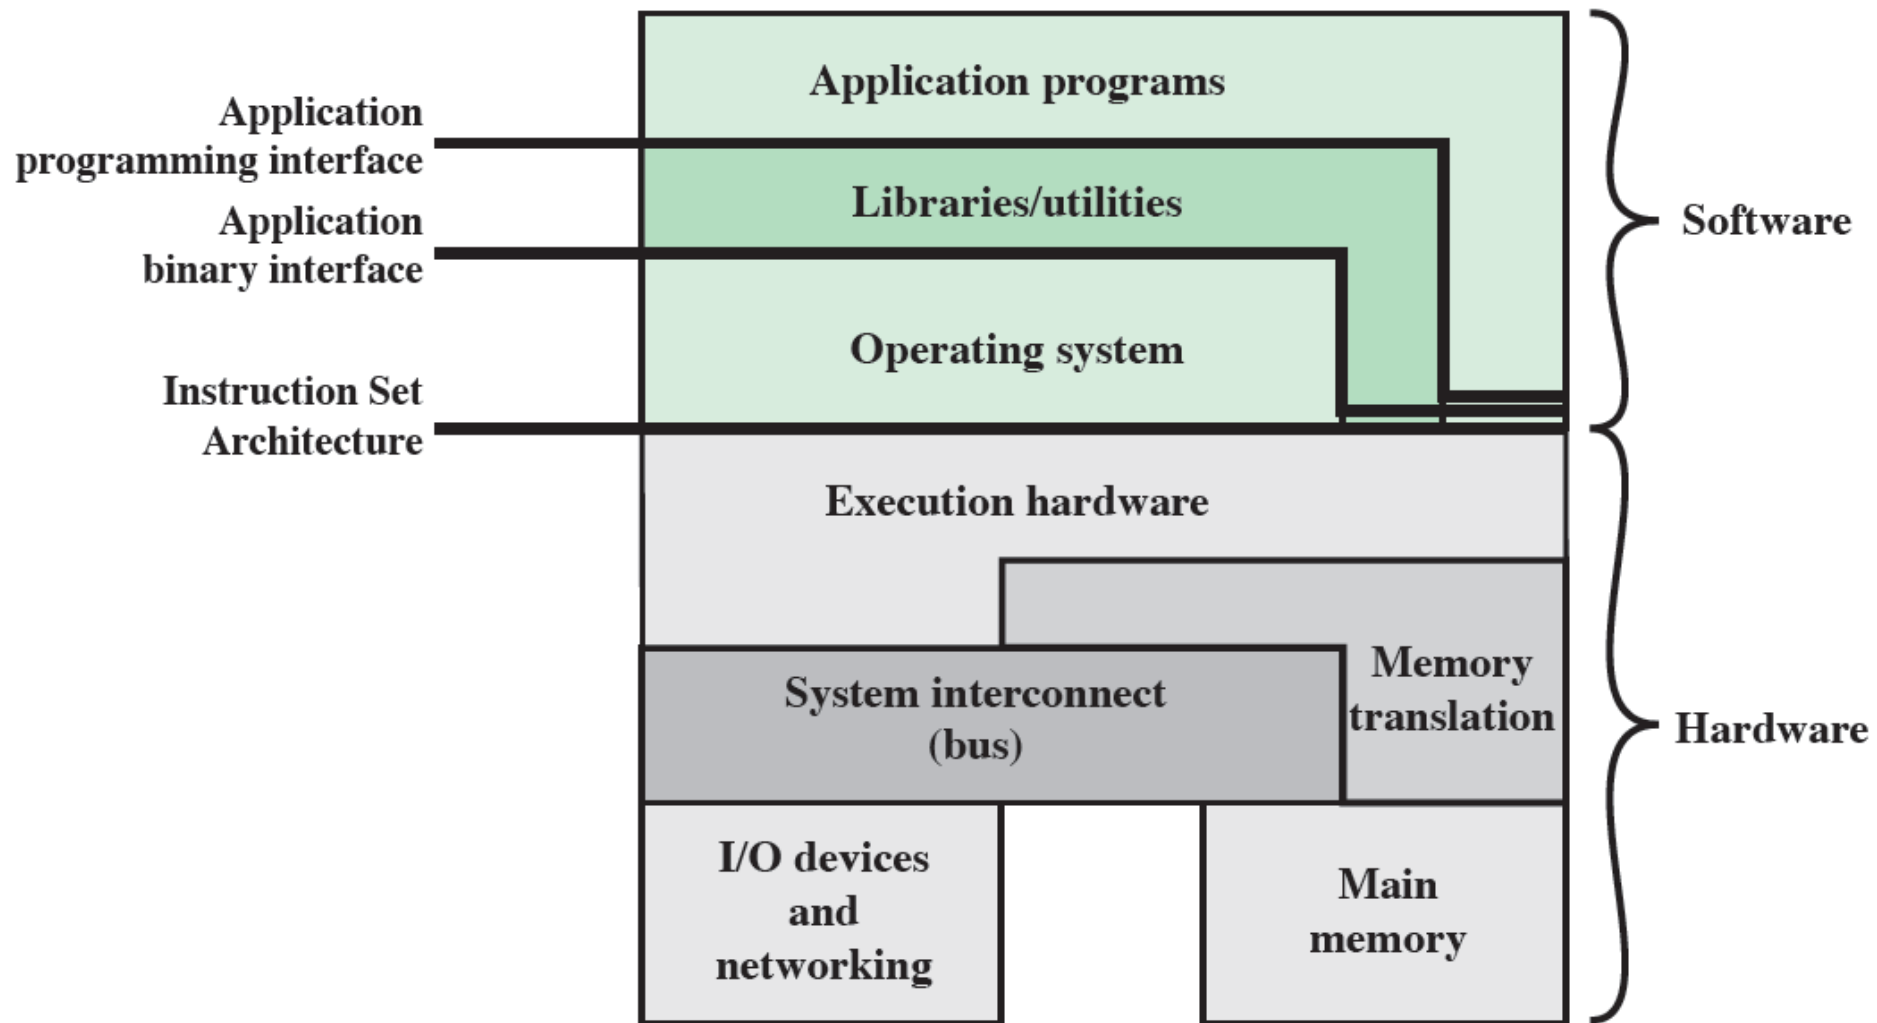 Application programs
Application
programming interface
Libraries/utilities
Application
binary interface
Software
Operating system
Instruction Set
Architecture
Execution hardware
Memory
translation
System interconnect
(bus)
Hardware
I/O devices
and
networking
Main
memory